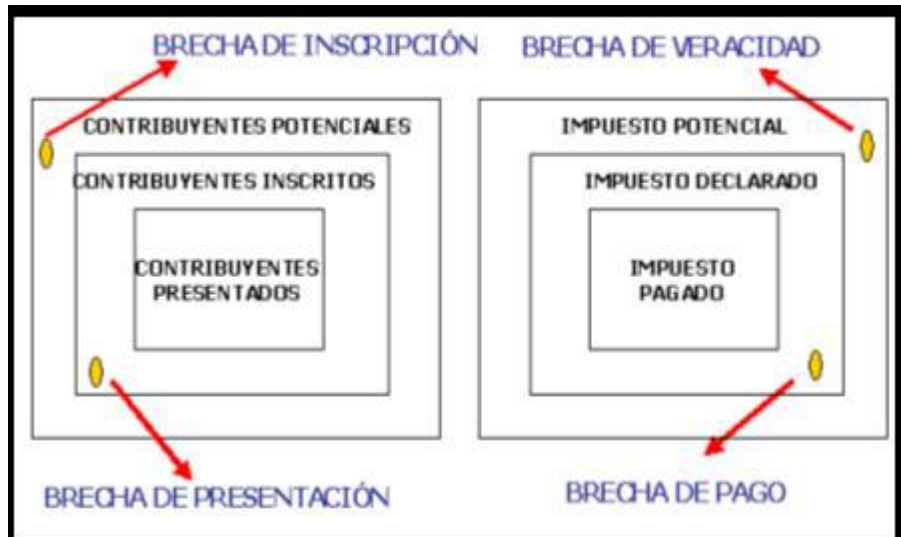 BRECHA DE INSCRIPCIÓN
CONTRIBUYENTES POTENCIALES
CONTRIBUYENTES INSCRITOS
CONTRIBUYENTES
PRESENTADOS
BRECHA DE PRESENTACIÓN
BRECHA DE VERACIDAD
IMPUESTO POTENCIAL
IMPUESTO DECLARADO
IMPUESTO
PAGADO
BRECHA DE PAGO